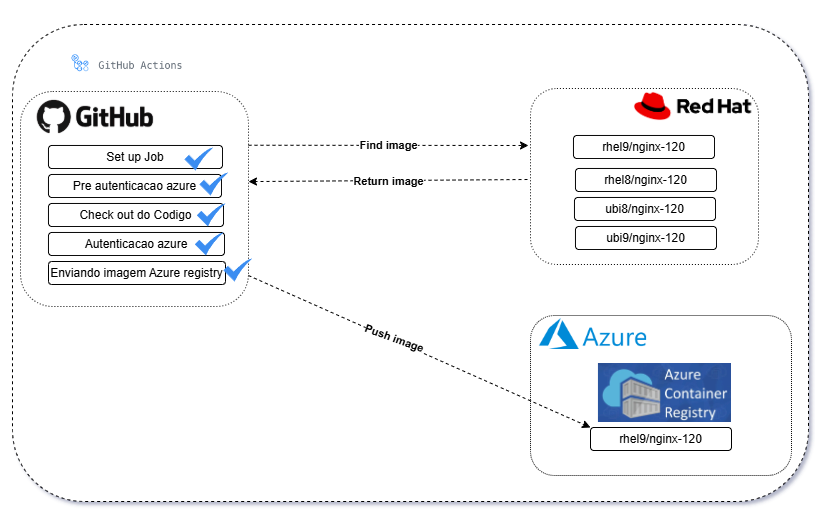 GitHub Actions
GitHub
Set up Job
Pre autenticacao azure
Check out do Codigo
Autenticacao azure
Enviando imagem Azure registry
Find image
Return image
Push image
Red Hat
rhel9/nginx-120
rhel8/nginx-120
ubi8/nginx-120
ubi9/nginx-120
Azure
Azure
Container
Registry
rhel9/nginx-120